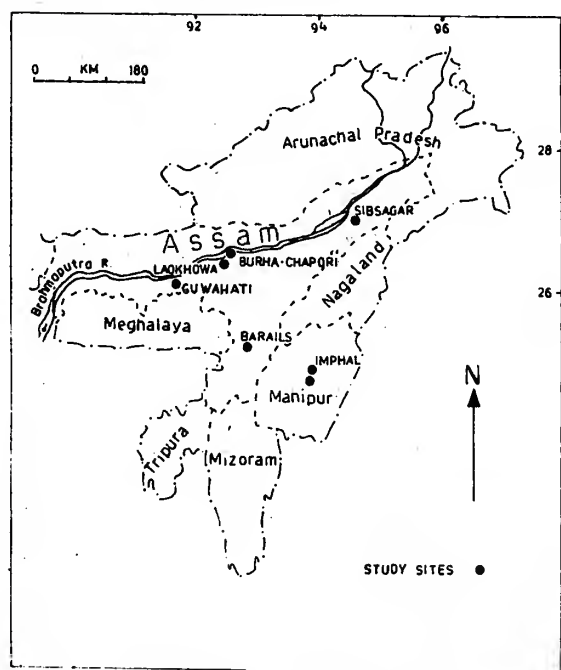 92 94 96
0 KM 180
Arunachal Pradesh
28
SIBSAGAR
Assam
BURHA-CHAPORI
LAOKHOWA
Brahmaputra R.
GUWAHATI
Nagaland
26
Meghalaya
BARAILS
IMPHAL
N
Manipur
Tripura
Mizoram
STUDY SITES